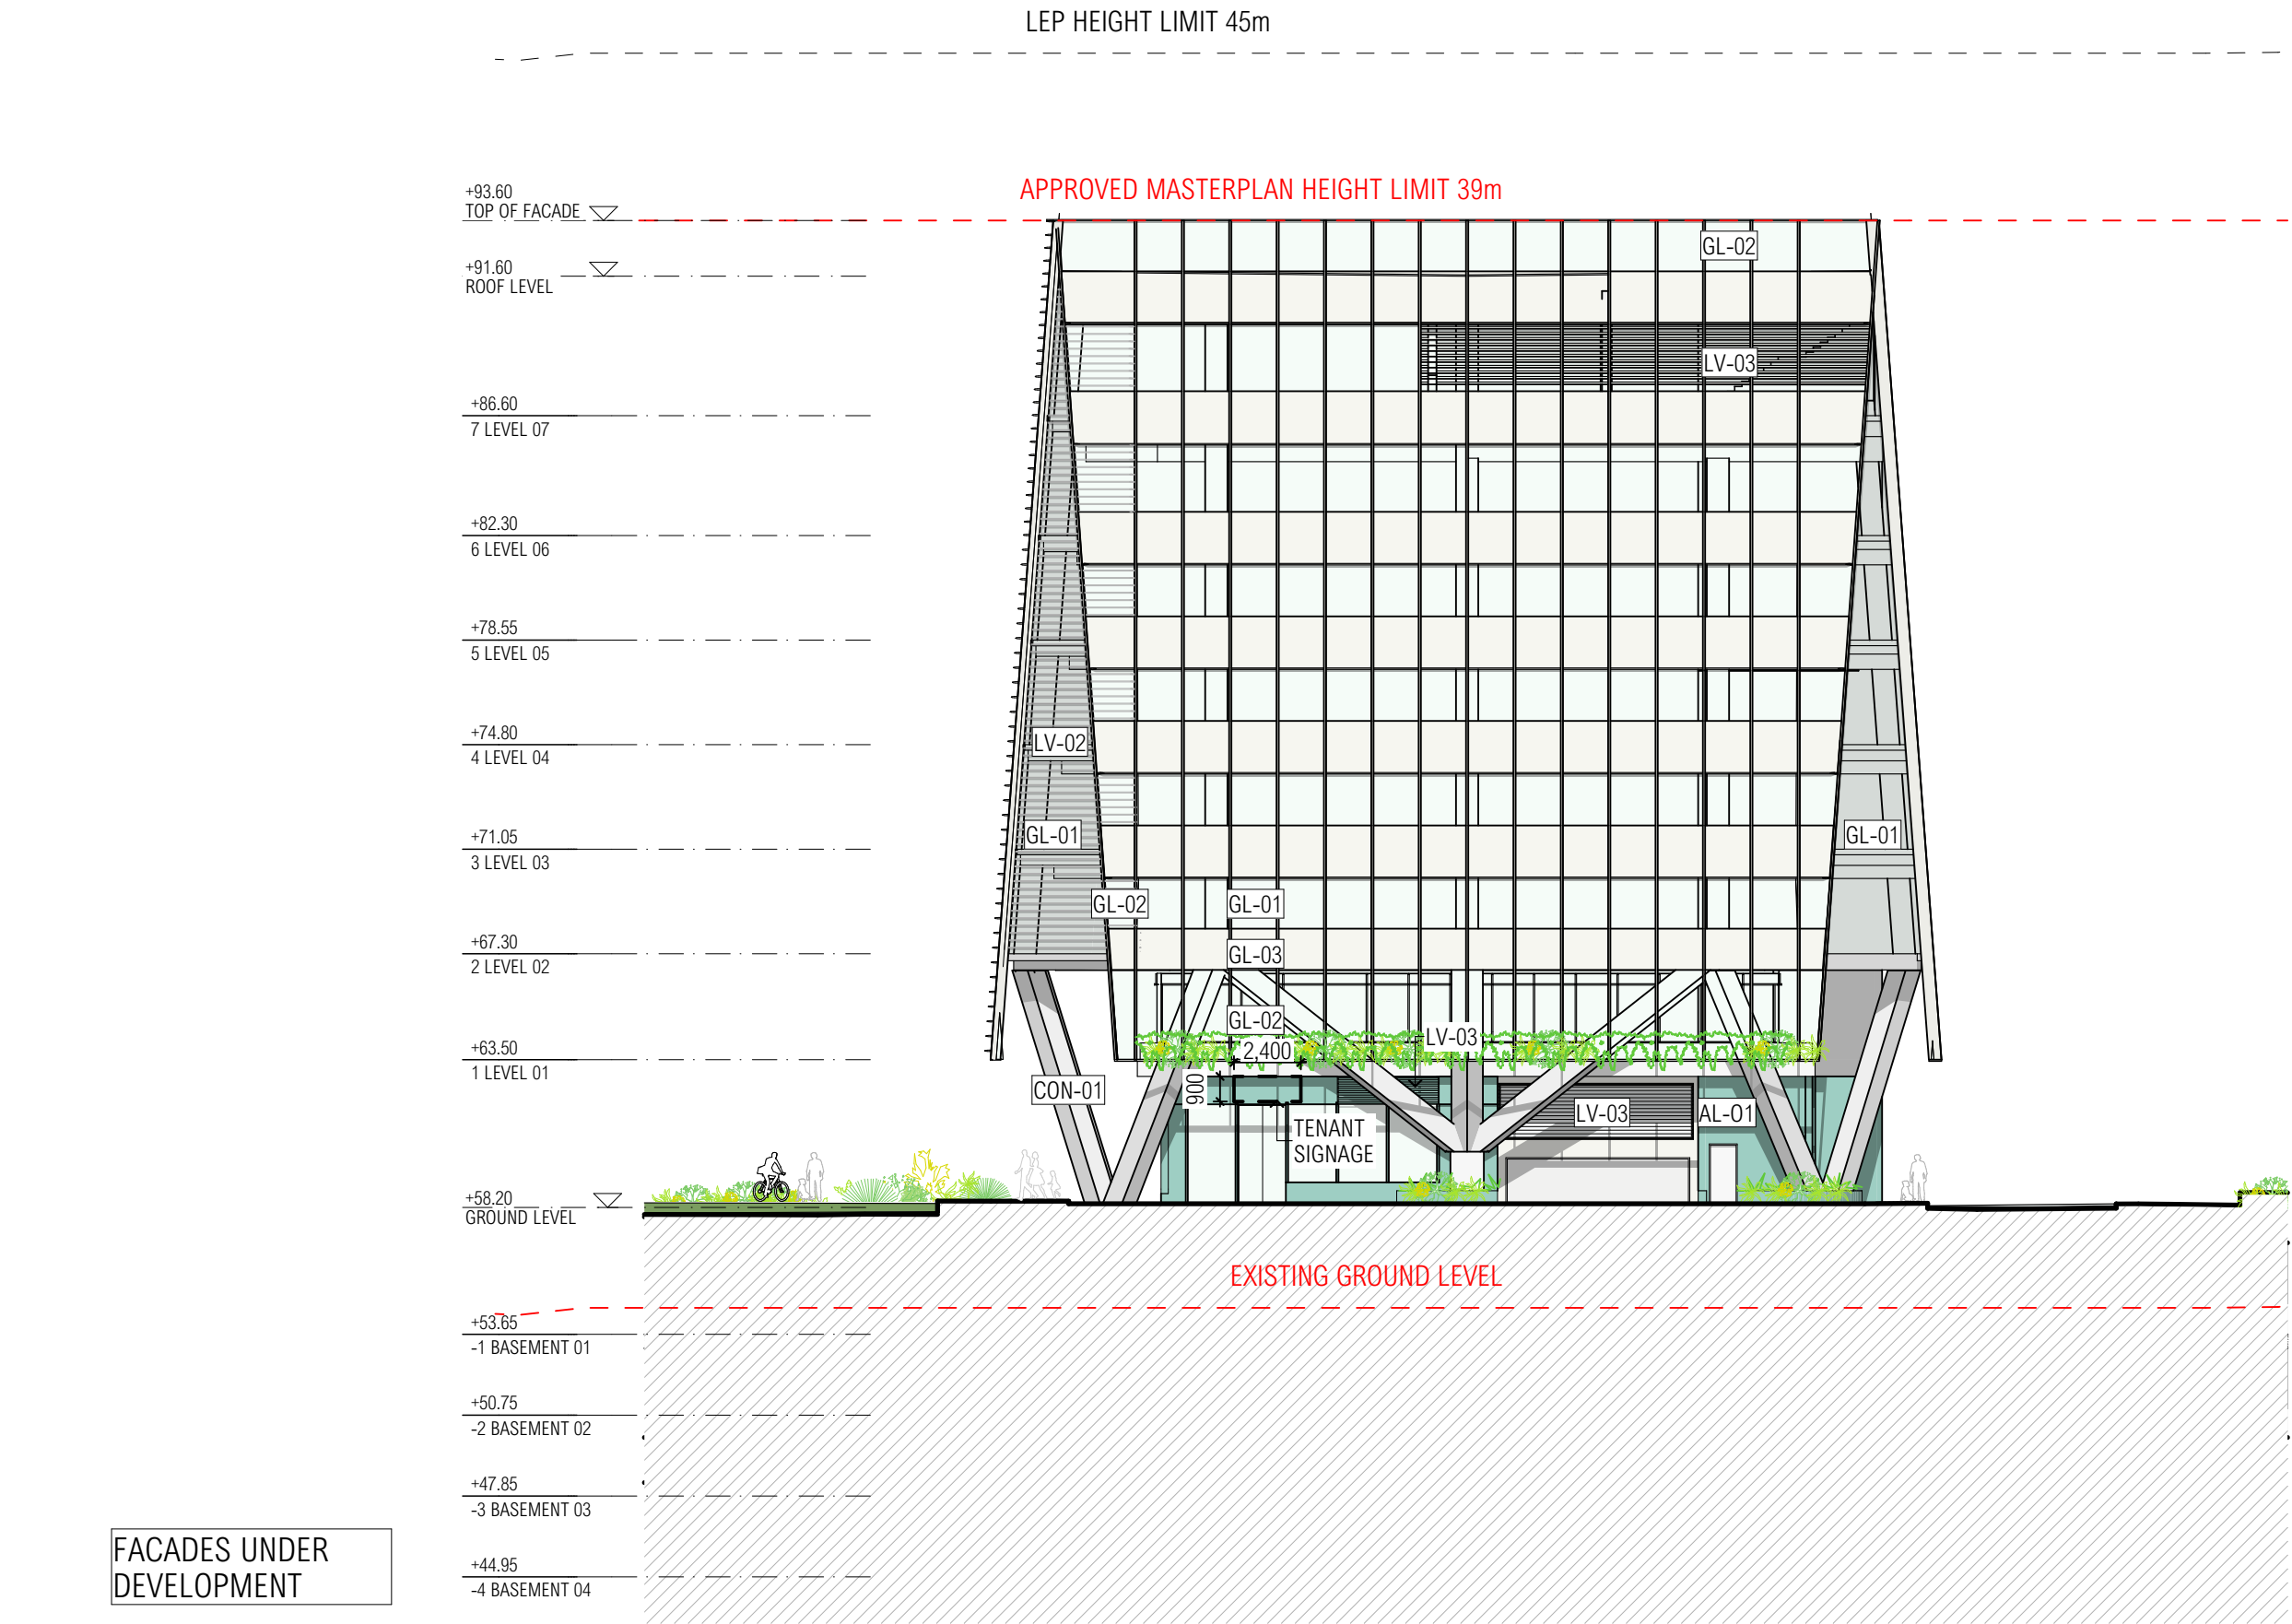 LEP HEIGHT LIMIT 45m
APPROVED MASTERPLAN HEIGHT LIMIT 39m
+93.60
TOP OF FACADE
GL-02
+91.60
ROOF LEVEL
LV-03
+86.60
7 LEVEL 07
+82.30
6 LEVEL 06
+78.55
5 LEVEL 05
+74.80
4 LEVEL 04
LV-02
+71.05
3 LEVEL 03
GL-01
GL-01
GL-02
GL-01
+67.30
2 LEVEL 02
GL-03
GL-02
LV-03
2,400
+63.50
1 LEVEL 01
CON-01
900
LV-03
AL-O1
TENANT
SIGNAGE
+58.20
GROUND LEVEL
EXISTING GROUND LEVEL
+53.65
-1 BASEMENT 01
+50.75
-2 BASEMENT 02
+47.85
-3 BASEMENT 03
+44.95
-4 BASEMENT 04
FACADES UNDER
DEVELOPMENT